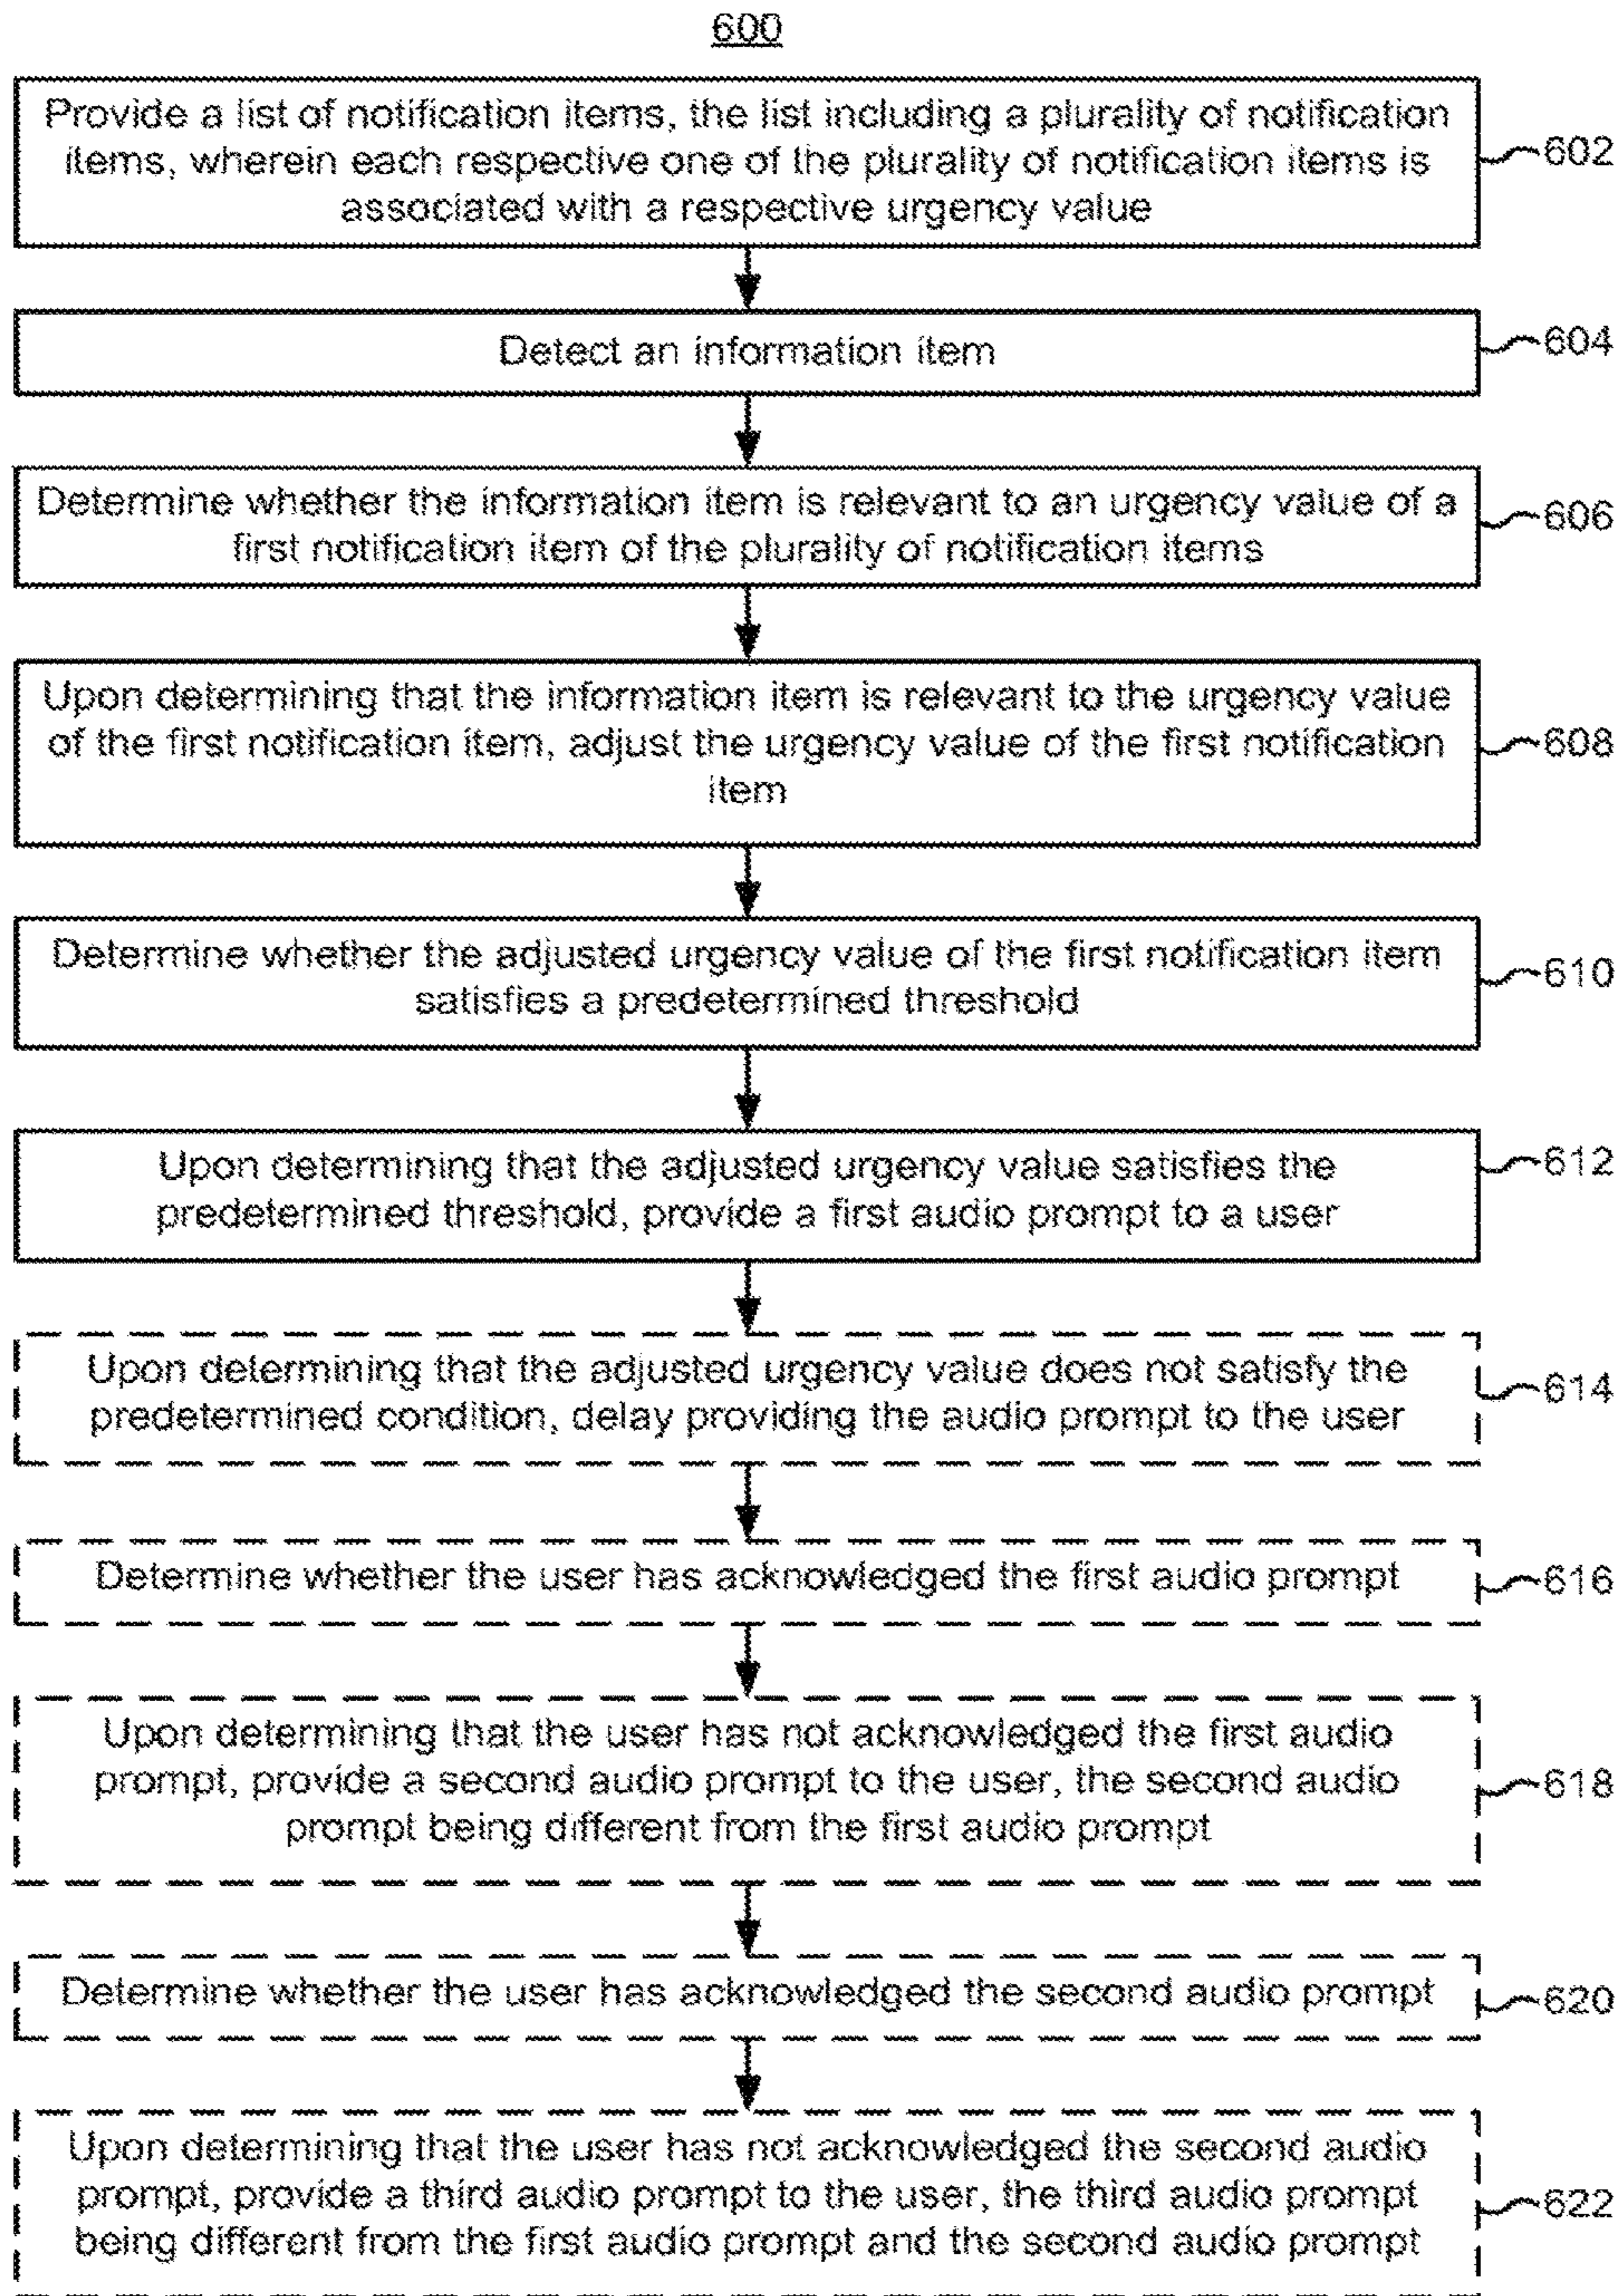 600
Provide a list of notification items, the list including a plurality of notification
items, wherein each respective one of the plurality of notification items is
associated with a respective urgency value
602
Detect an information item
604
Determine whether the information item is relevant to an urgency value of a
first notification item of the plurality of notification items
606
Upon determining that the information item is relevant to the urgency value
of the first notification item, adjust the urgency value of the first notification
item
608
Determine whether the adjusted urgency value of the first notification item
satisfies a predetermined threshold
610
Upon determining that the adjusted urgency value satisfies the
predetermined threshold, provide a first audio prompt to a user
612
Upon determining that the adjusted urgency value does not satisfy the
predetermined condition, delay providing the audio prompt to the user
614
Determine whether the user has acknowledged the first audio prompt
616
Upon determining that the user has not acknowledged the first audio
prompt, provide a second audio prompt to the user, the second audio
prompt being different from the first audio prompt
618
Determine whether the user has acknowledged the second audio prompt
620
Upon determining that the user has not acknowledged the second audio
prompt, provide a third audio prompt to the user, the third audio prompt
being different from the first audio prompt and the second audio prompt
622